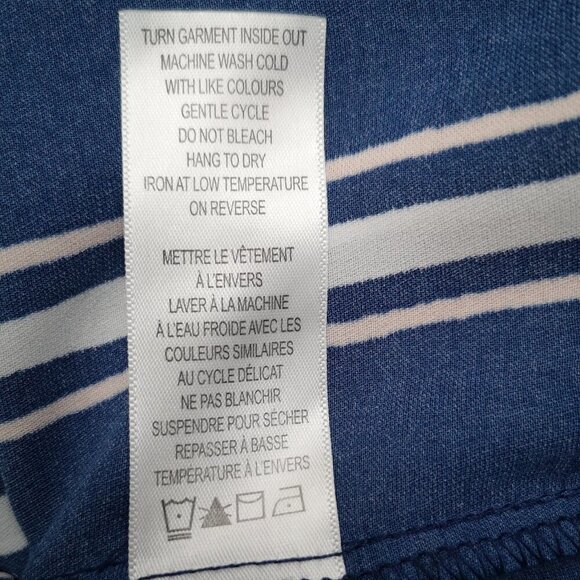 TURN GARMENT INSIDE OUT
MACHINE WASH COLD
WITH LIKE COLOURS
GENTLE CYCLE
DO NOT BLEACH
HANG TO DRY
IRON AT LOW TEMPERATURE
ON REVERSE
METTRE LE VÊTEMENT
À L'ENVERS
LAVER À LA MACHINE
À L'EAU FROIDE AVEC LES
COULEURS SIMILAIRES
AU CYCLE DÉLICAT
NE PAS BLANCHIR
SUSPENDRE POUR SÉCHER
REPASSER À BASSE
TEMPÉRATURE À L'ENVERS